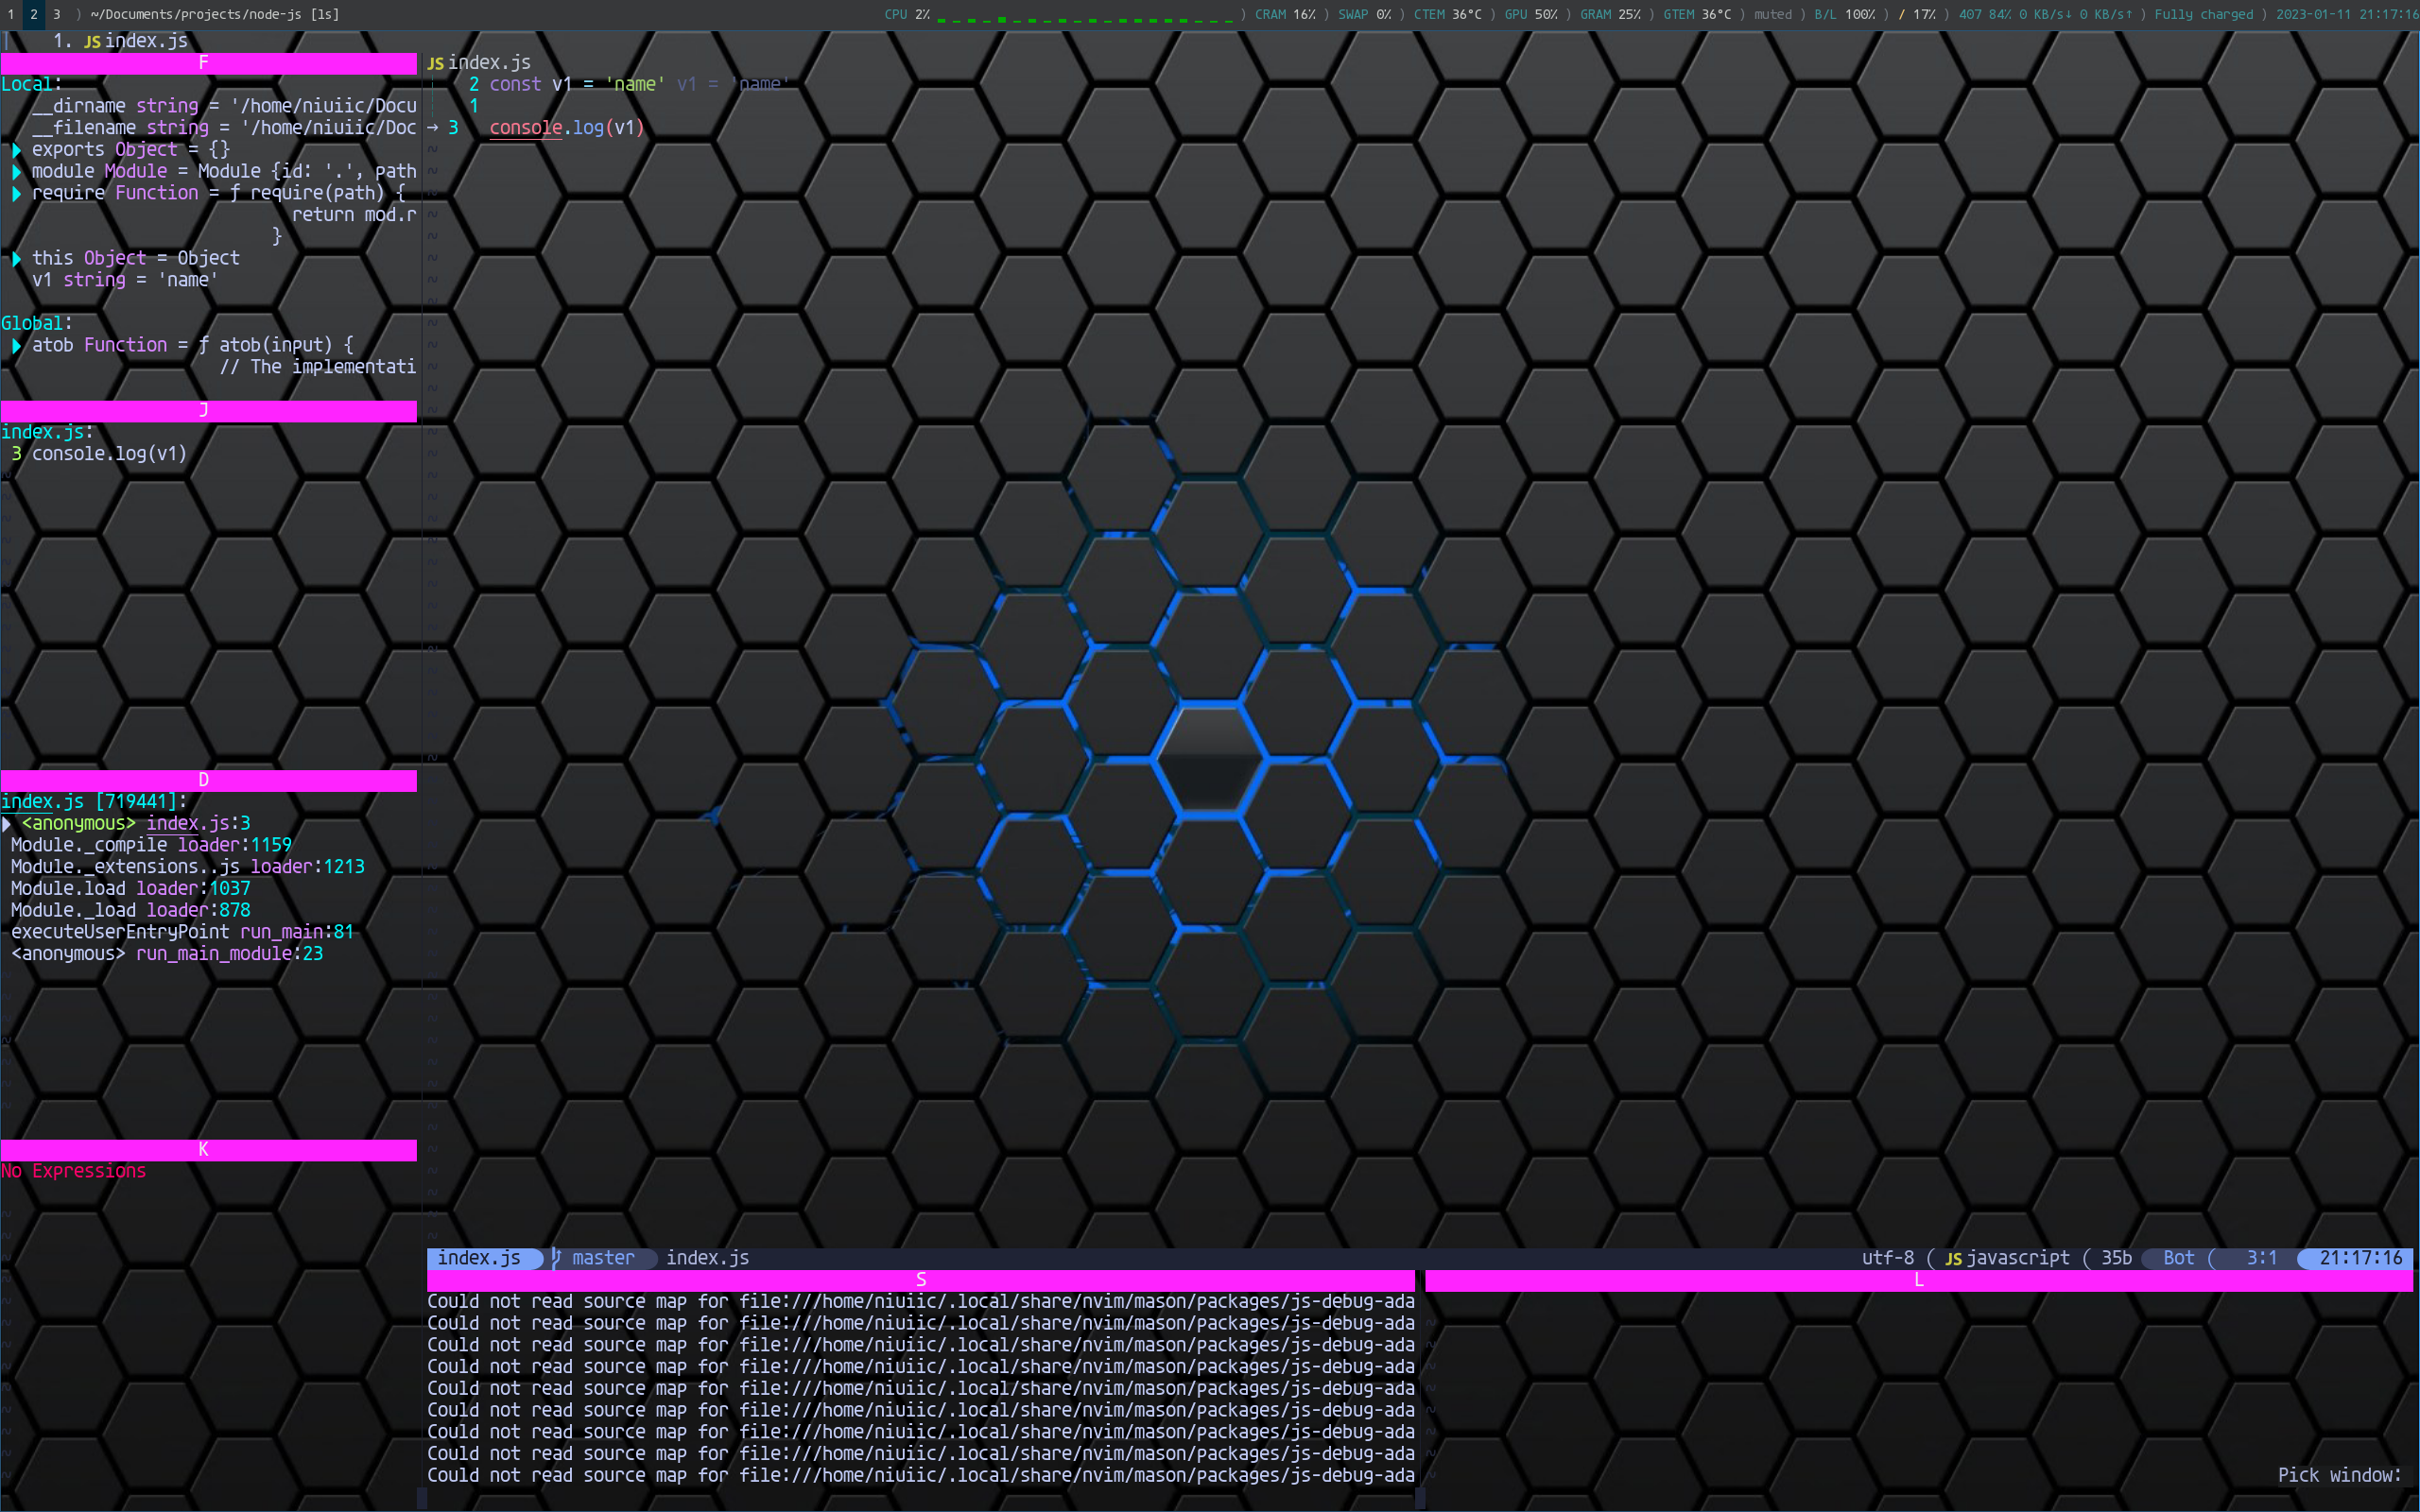 1 2 3 ) ~/Documents/projects/node-js [ls]
CPU 2% ) CRAM 16% ) SWAP 0% ) CTEM 36°C ) GPU 50% ) GRAM 25% ) GTEM 36°C ) muted ) B/L 100% ) / 17% ) 407 84% 0 KB/s↓ 0 KB/s↑ ) Fully charged ) 2023-01-11 21:17:16
1. JS index.js
F
Local:
__dirname string = '/home/niuiic/Docu
__filename string = '/home/niuiic/Doc
exports Object = {}
module Module = Module {id: '.', path
require Function = ƒ require(path) {
return mod.r
}
this Object = Object
v1 string = 'name'
Global:
atob Function = ƒ atob(input) {
// The implementati
J
index.js:
3 console.log(v1)
D
index.js [719441]:
<anonymous> index.js:3
Module._compile loader:1159
Module._extensions..js loader:1213
Module.load loader:1037
Module._load loader:878
executeUserEntryPoint run_main:81
<anonymous> run_main_module:23
K
No Expressions
JS index.js
2 const v1 = 'name' v1 = 'name'
1
→ 3 console.log(v1)
index.js master index.js
utf-8 ( JS javascript ( 35b Bot ( 3:1 21:17:16
S
Could not read source map for file:///home/niuiic/.local/share/nvim/mason/packages/js-debug-ada
Could not read source map for file:///home/niuiic/.local/share/nvim/mason/packages/js-debug-ada
Could not read source map for file:///home/niuiic/.local/share/nvim/mason/packages/js-debug-ada
Could not read source map for file:///home/niuiic/.local/share/nvim/mason/packages/js-debug-ada
Could not read source map for file:///home/niuiic/.local/share/nvim/mason/packages/js-debug-ada
Could not read source map for file:///home/niuiic/.local/share/nvim/mason/packages/js-debug-ada
Could not read source map for file:///home/niuiic/.local/share/nvim/mason/packages/js-debug-ada
Could not read source map for file:///home/niuiic/.local/share/nvim/mason/packages/js-debug-ada
Could not read source map for file:///home/niuiic/.local/share/nvim/mason/packages/js-debug-ada
L
Pick window: